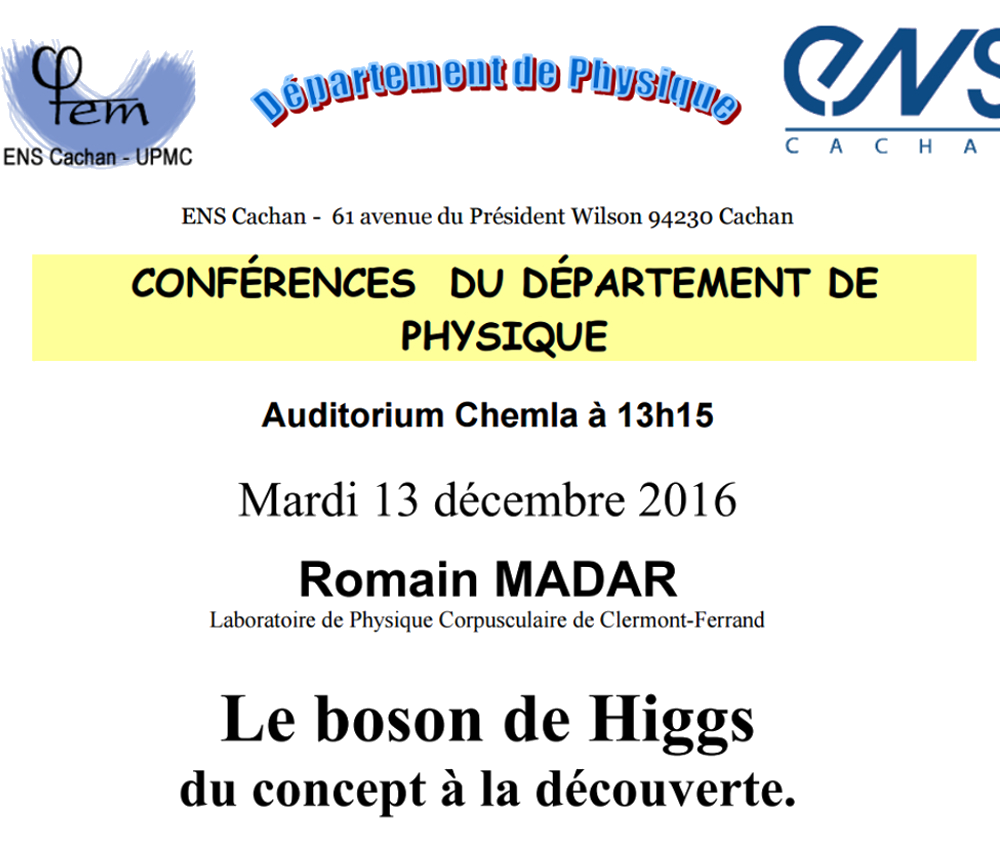 φfem
ENS Cachan - UPMC
Département de Physique
ENS
CACHA
ENS Cachan - 61 avenue du Président Wilson 94230 Cachan
CONFÉRENCES DU DÉPARTEMENT DE
PHYSIQUE
Auditorium Chemla à 13h15
Mardi 13 décembre 2016
Romain MADAR
Laboratoire de Physique Corpusculaire de Clermont-Ferrand
Le boson de Higgs
du concept à la découverte.